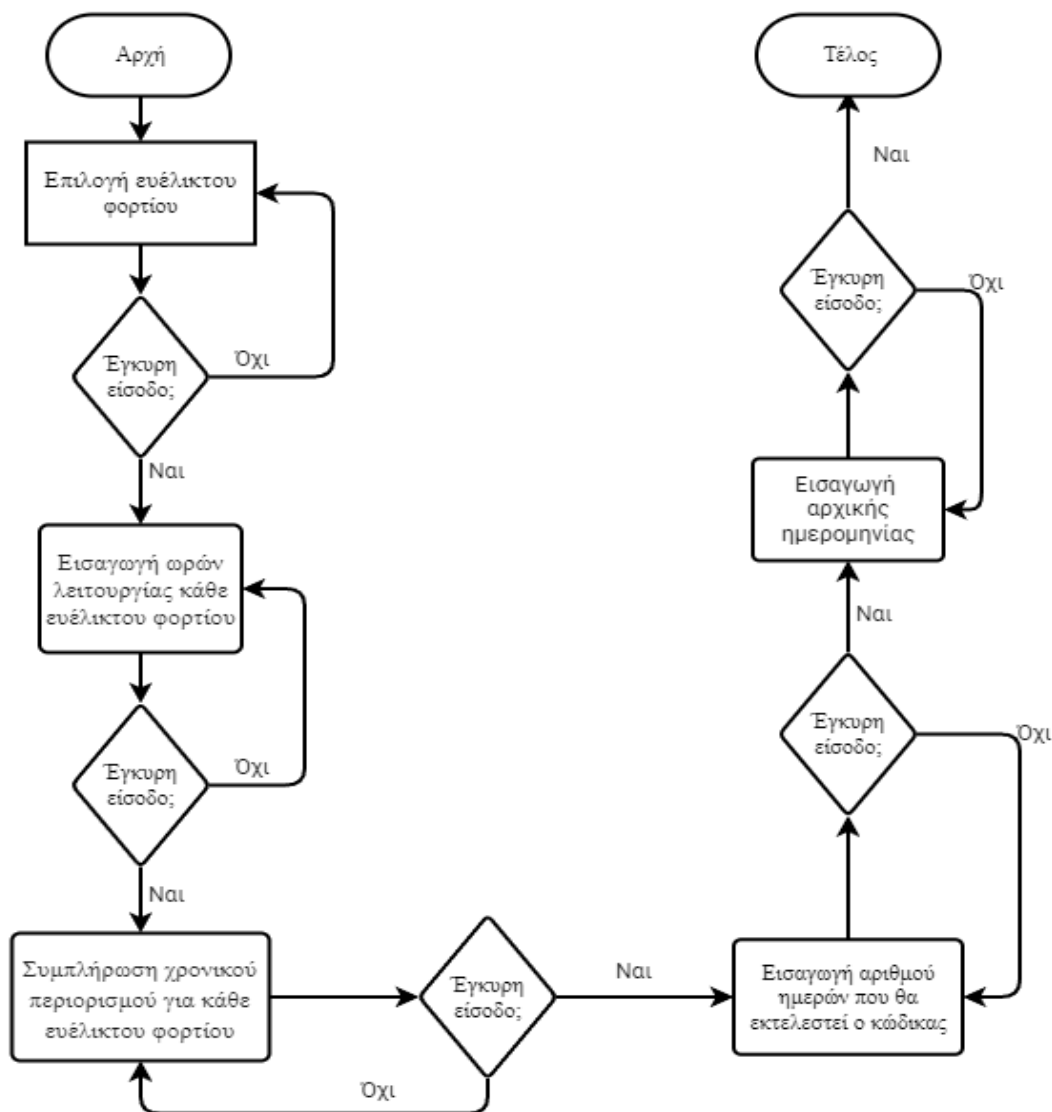 Αρχή
Επιλογή ευέλικτου
φορτίου
Έγκυρη
είσοδο;
Όχι
Ναι
Εισαγωγή ωρών
λειτουργίας κάθε
ευέλικτου φορτίου
Έγκυρη
είσοδο;
Όχι
Ναι
Συμπλήρωση χρονικού
περιορισμού για κάθε
ευέλικτου φορτίου
Έγκυρη
είσοδο;
Όχι
Ναι
Εισαγωγή αριθμού
ημερών που θα
εκτελεστεί ο κώδικας
Έγκυρη
είσοδο;
Όχι
Ναι
Εισαγωγή
αρχικής
ημερομηνίας
Έγκυρη
είσοδο;
Όχι
Ναι
Τέλος